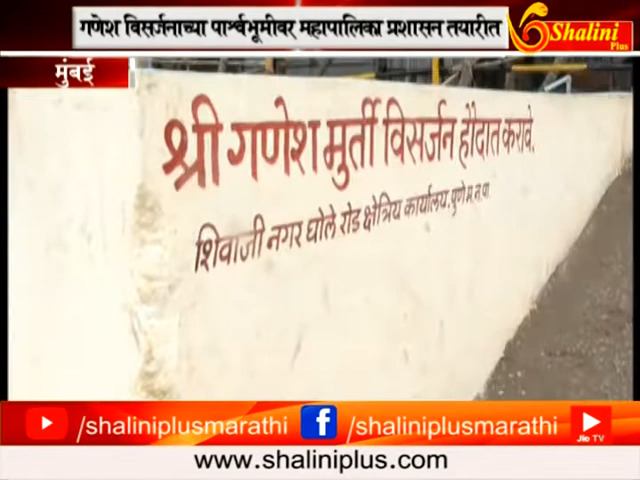 गणेश विसर्जनाच्या पार्श्वभूमीवर महापालिका प्रशासन तयारीत
Shalini
Plus
मुंबई
श्री गणेश मुर्ती विसर्जन हौदात करावे.
शिवाजी नगर घोले रोड क्षेत्रिय कार्यालय. पुणे म.न.पा
/shaliniplusmarathi
/shaliniplusmarathi
Jio TV
www.shaliniplus.com